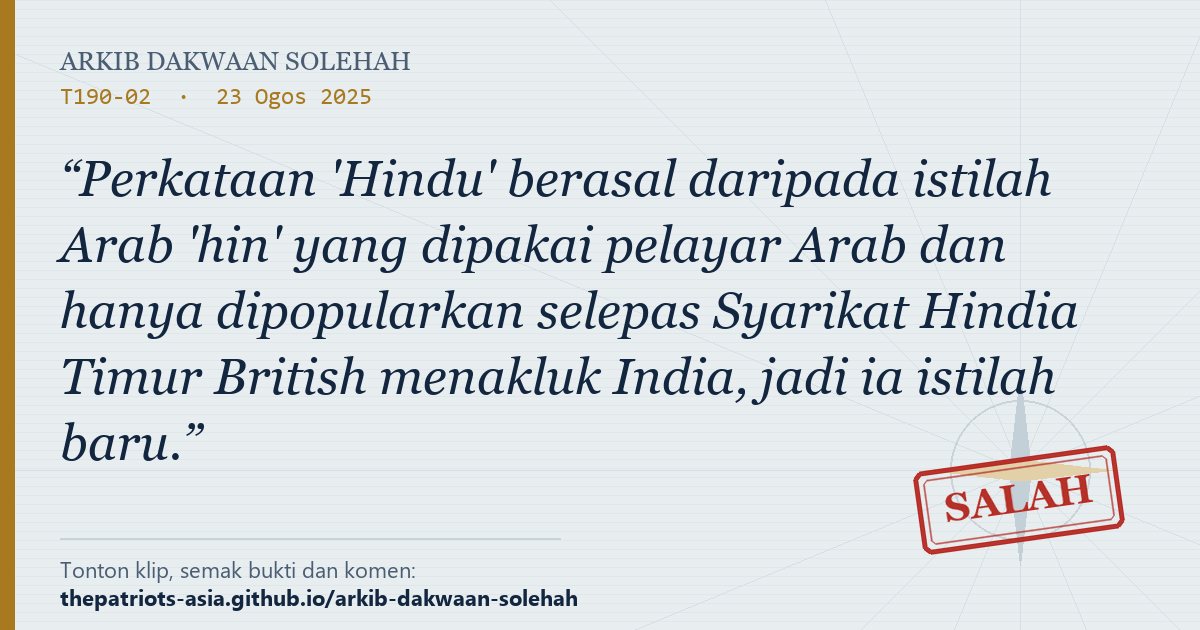 ARKIB DAKWAAN SOLEHAH
T190-02 · 23 Ogos 2025
“Perkataan 'Hindu' berasal daripada istilah
Arab 'hin' yang dipakai pelayar Arab dan
hanya dipopularkan selepas Syarikat Hindia
Timur British menakluk India, jadi ia istilah
baru.”
SALAH
Tonton klip, semak bukti dan komen:
thepatriots-asia.github.io/arkib-dakwaan-solehah